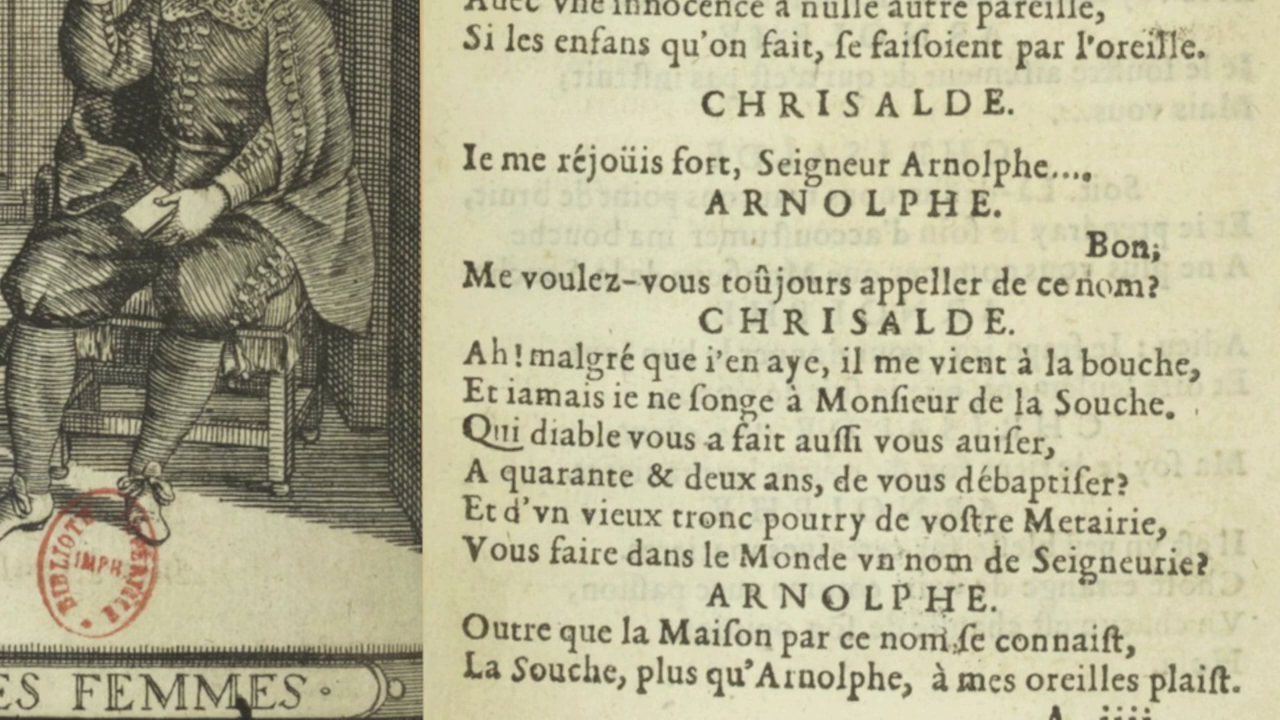 Auec vne innocence à nulle autre pareille,
Si les enfans qu'on fait, ſe faiſoient par l'oreille.
CHRISALDE.
Ie me réjoüis fort, Seigneur Arnolphe....
ARNOLPHE.
Bon;
Me voulez-vous toûjours appeller de ce nom?
CHRISALDE.
Ah! malgré que i'en aye, il me vient à la bouche,
Et iamais ie ne ſonge à Monſieur de la Souche.
Qui diable vous a fait auſſi vous auiſer,
A quarante & deux ans, de vous débaptiſer?
Et d'vn vieux tronc pourry de voſtre Metairie,
Vous faire dans le Monde vn nom de Seigneurie?
ARNOLPHE.
Outre que la Maiſon par ce nom ſe connaiſt,
La Souche, plus qu'Arnolphe, à mes oreilles plaiſt.
A iiij
BIBLIOTH
IMPH.
ES FEMMES·